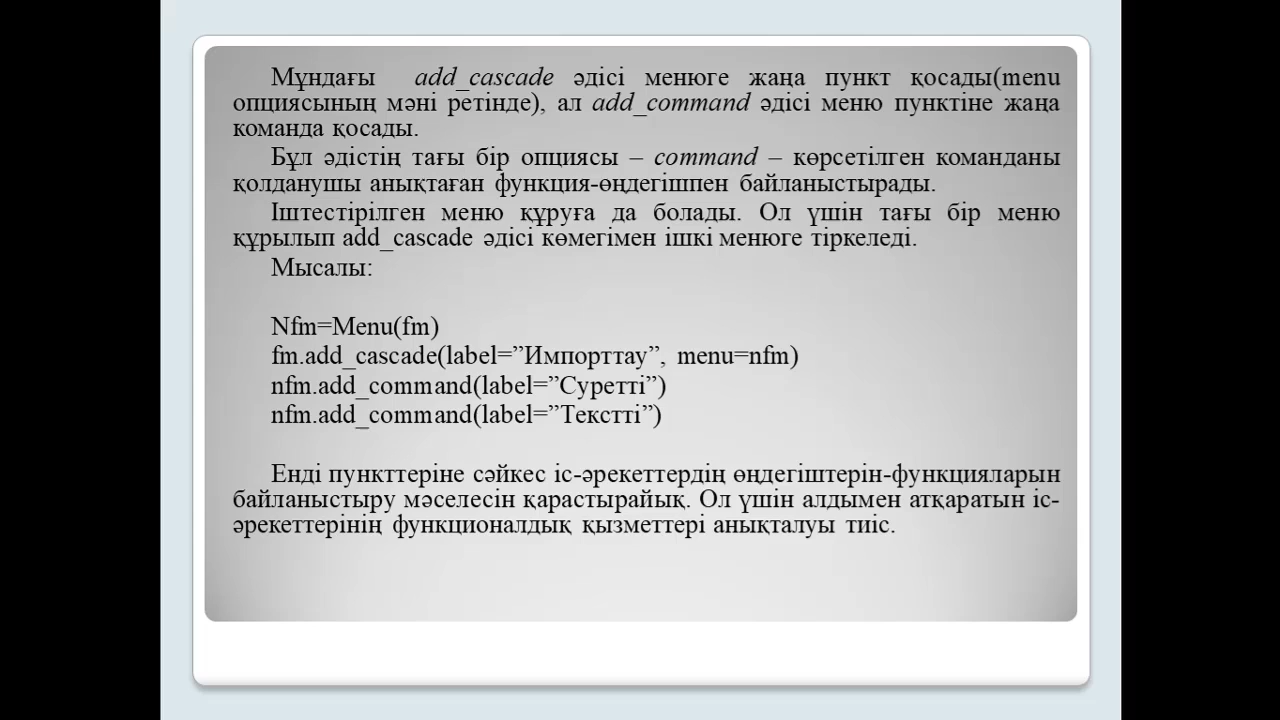 Мұндағы add_cascade әдісі менюге жаңа пункт қосады(menu
опциясының мәні ретінде), ал add_command әдісі меню пунктіне жаңа
команда қосады.
Бұл әдістің тағы бір опциясы – command – көрсетілген команданы
қолданушы анықтаған функция-өңдегішпен байланыстырады.
Іштестірілген меню құруға да болады. Ол үшін тағы бір меню
құрылып add_cascade әдісі көмегімен ішкі менюге тіркеледі.
Мысалы:
Nfm=Menu(fm)
fm.add_cascade(label=”Импорттау”, menu=nfm)
nfm.add_command(label=”Суретті”)
nfm.add_command(label=”Текстті”)
Енді пункттеріне сәйкес іс-әрекеттердің өңдегіштерін-функцияларын
байланыстыру мәселесін қарастырайық. Ол үшін алдымен атқаратын іс-
әрекеттерінің функционалдық қызметтері анықталуы тиіс.